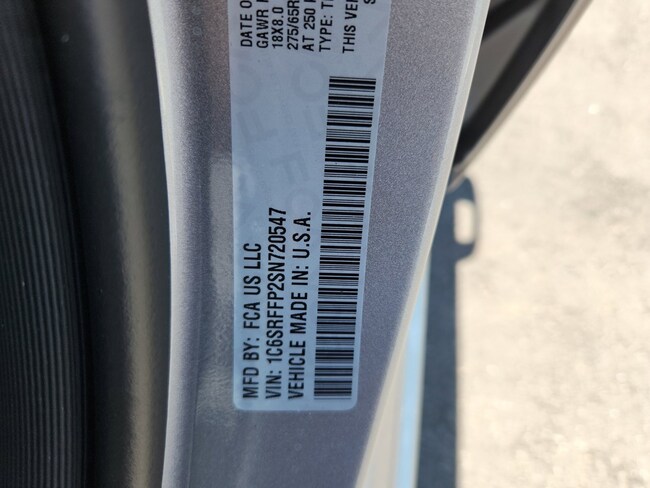 MFD BY: FCA US LLC
VIN: 1C6SRFFP2SN720547
VEHICLE MADE IN: U.S.A.
DATE O
GAWR
18X8.0
275/65R
AT 250
TYPE: T
THIS VE
S